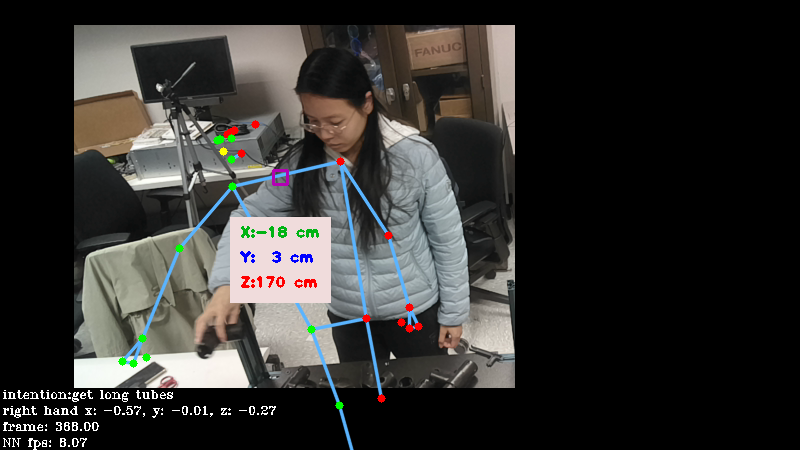 FANUC
X:-18 cm
Y: 3 cm
Z:170 cm
intention:get long tubes
right hand x: -0.57, y: -0.01, z: -0.27
frame: 368.00
NN fps: 8.07